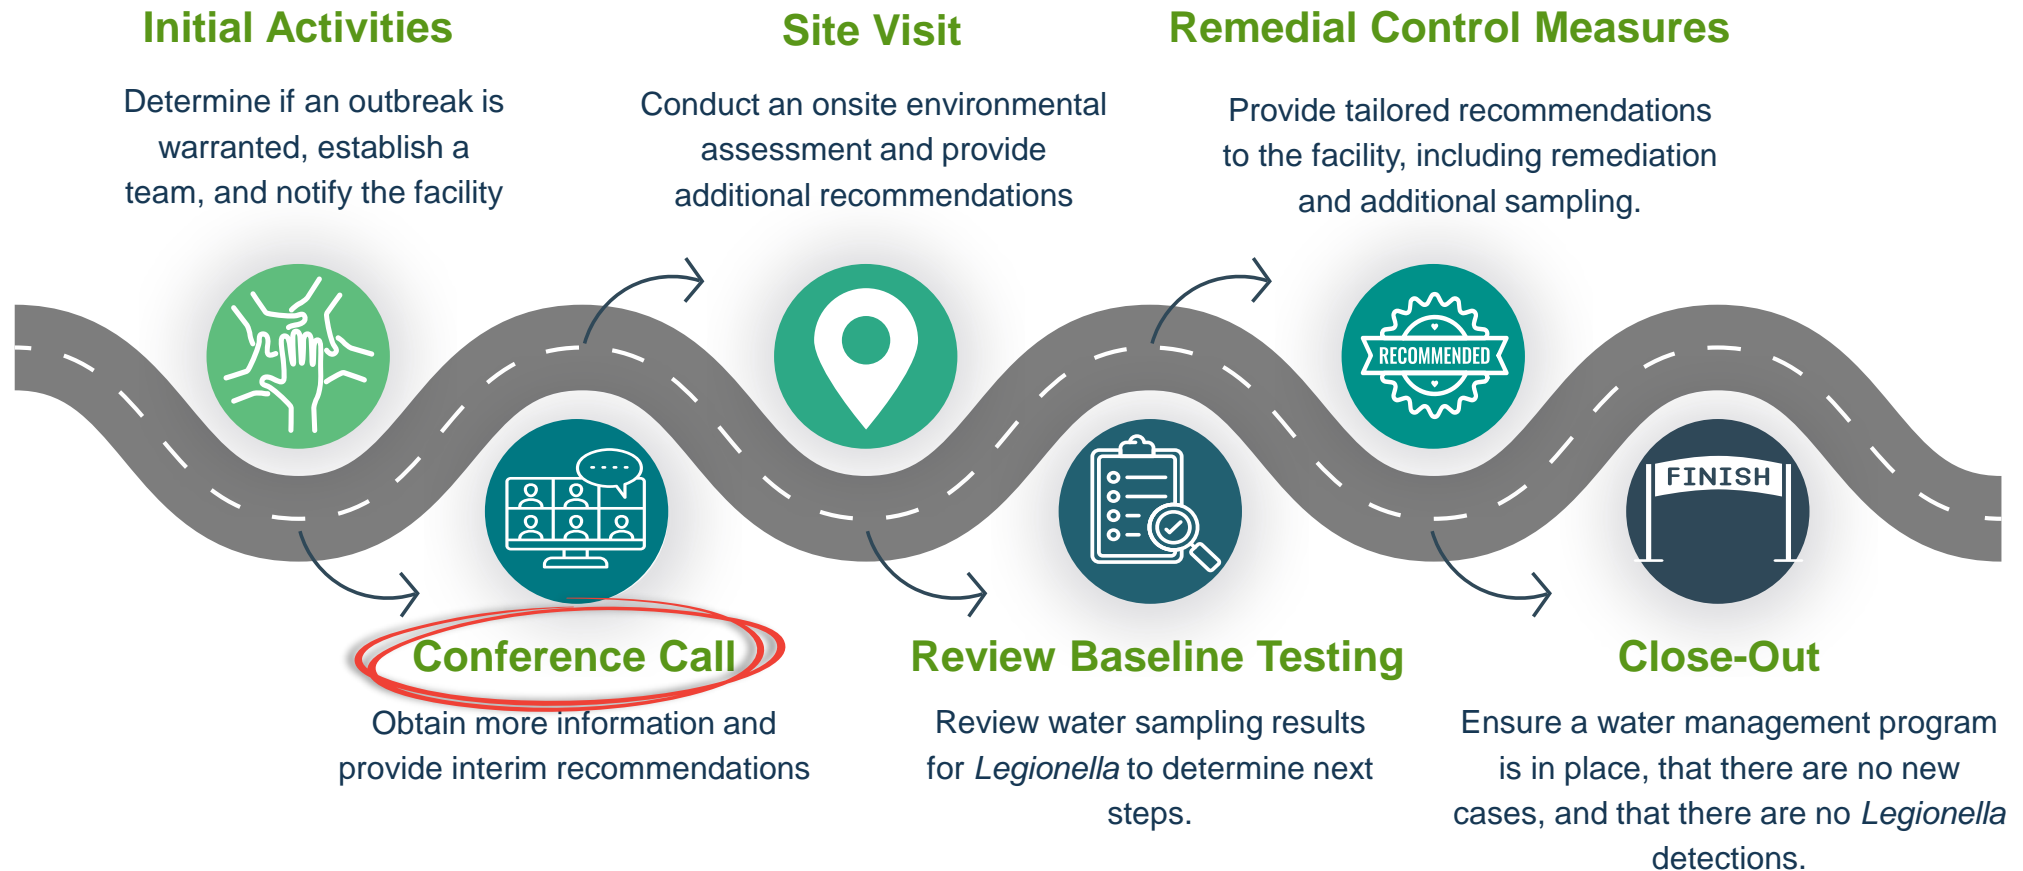 Initial Activities
Determine if an outbreak is
warranted, establish a
team, and notify the facility
Conference Call
Obtain more information and
provide interim recommendations
Site Visit
Conduct an onsite environmental
assessment and provide
additional recommendations
Review Baseline Testing
Review water sampling results
for Legionella to determine next
steps.
Remedial Control Measures
Provide tailored recommendations
to the facility, including remediation
and additional sampling.
RECOMMENDED
FINISH
Close-Out
Ensure a water management program
is in place, that there are no new
cases, and that there are no Legionella
detections.